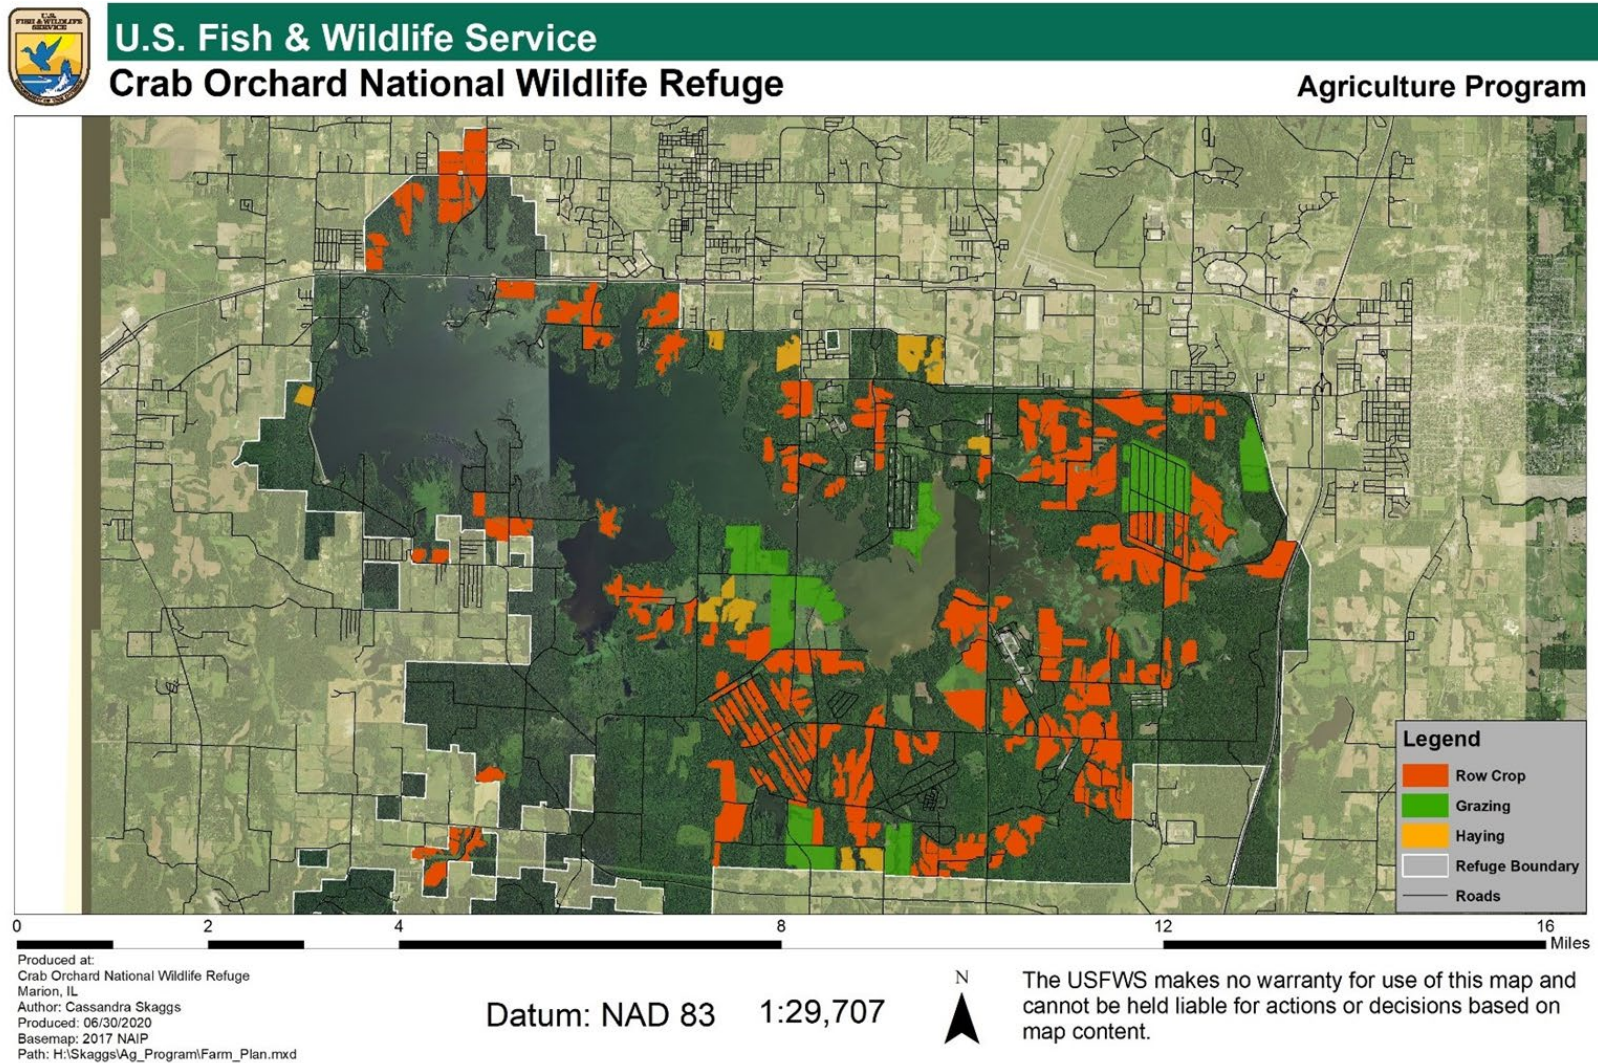 U.S.
FISH & WILDLIFE
SERVICE
U.S. Fish & Wildlife Service
Crab Orchard National Wildlife Refuge
Agriculture Program
Legend
Row Crop
Grazing
Haying
Refuge Boundary
Roads
0 2 4 8 12 16
Miles
Produced at:
Crab Orchard National Wildlife Refuge
Marion, IL
Author: Cassandra Skaggs
Produced: 06/30/2020
Basemap: 2017 NAIP
Path: H:\Skaggs\Ag_Program\Farm_Plan.mxd
Datum: NAD 83 1:29,707
N
The USFWS makes no warranty for use of this map and
cannot be held liable for actions or decisions based on
map content.